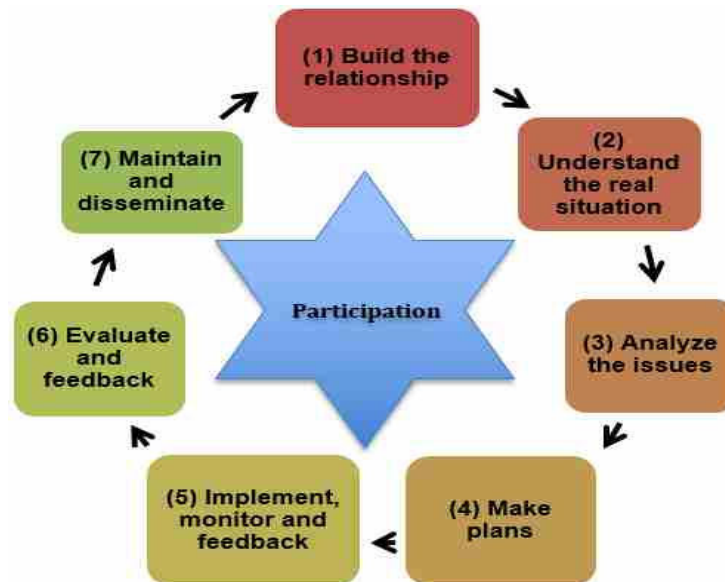 (1) Build the
relationship
(2)
Understand
the real
situation
(3) Analyze
the issues
(4) Make
plans
(5) Implement,
monitor and
feedback
(6) Evaluate
and
feedback
(7) Maintain
and
disseminate
Participation